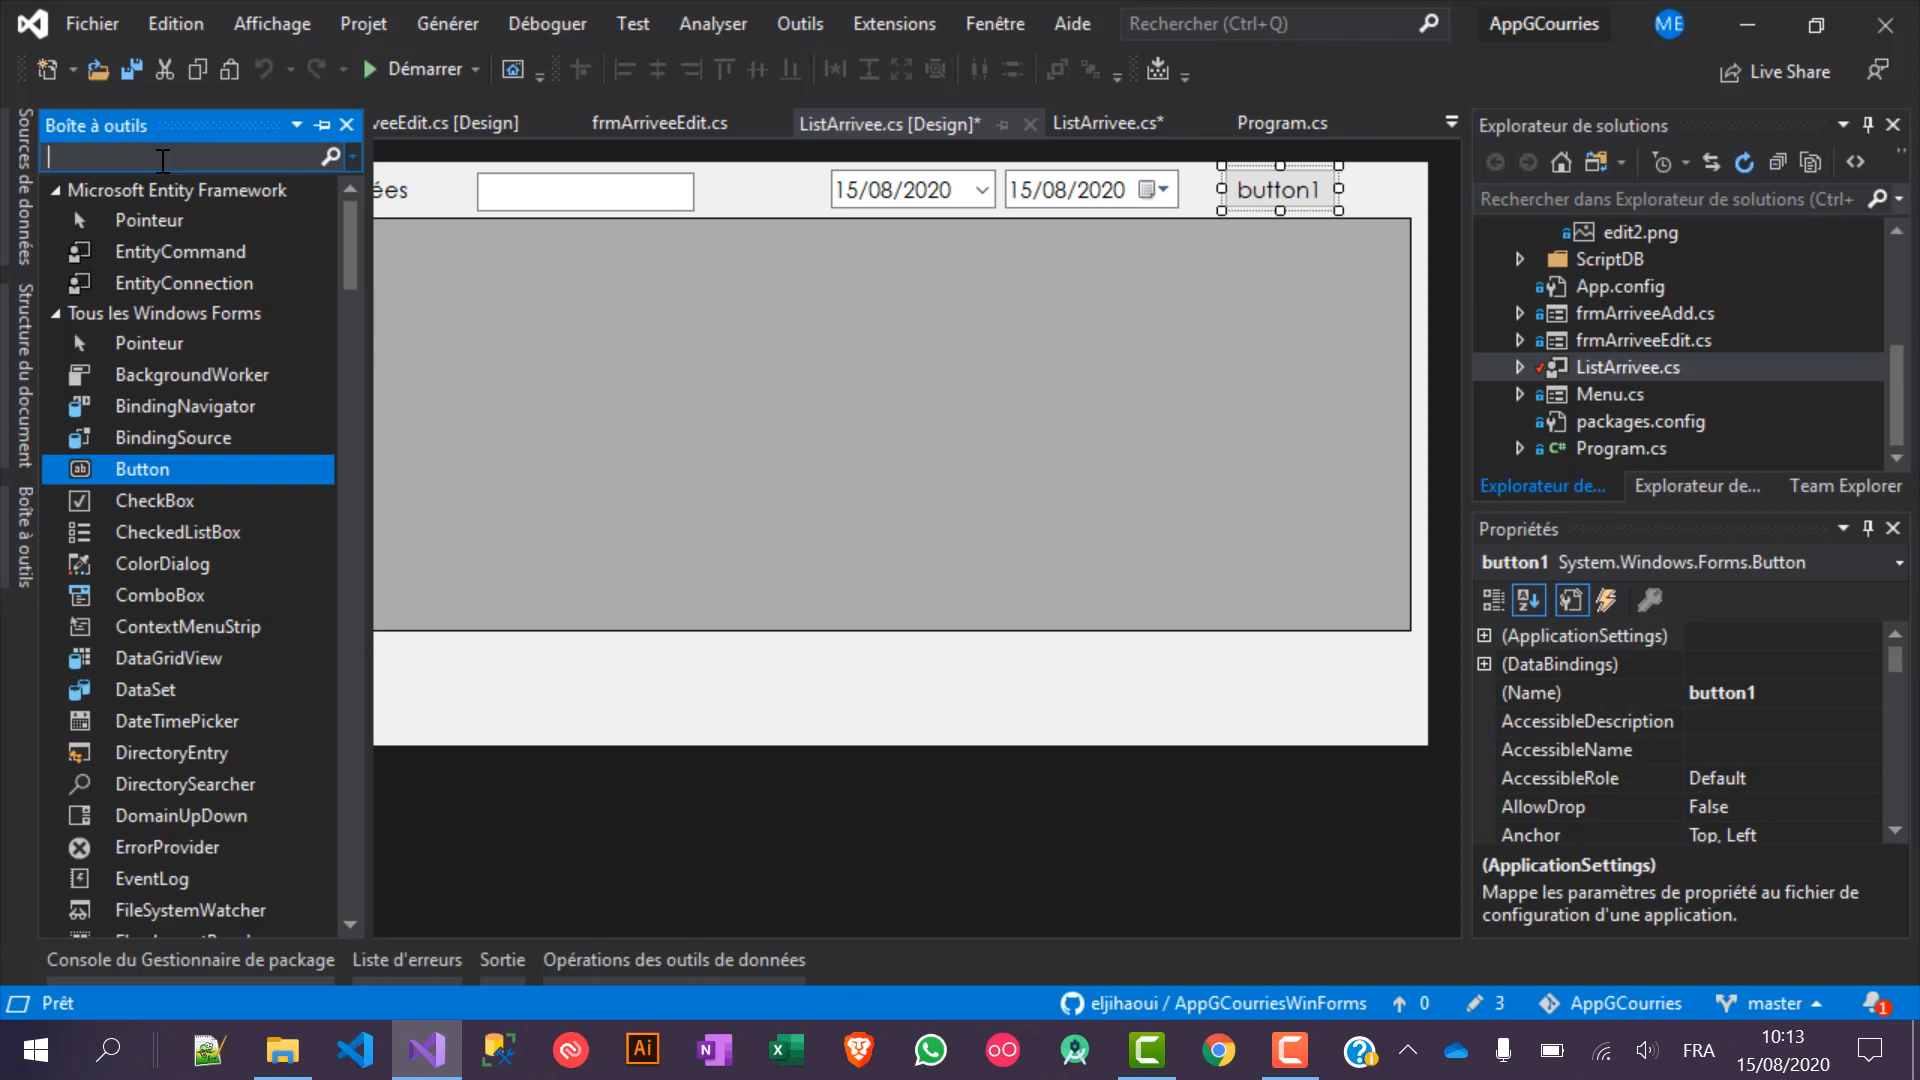 Fichier Edition Affichage Projet Générer Déboguer Test Analyser Outils Extensions Fenêtre Aide Rechercher (Ctrl+Q) AppGCourries ME
Démarrer Live Share
Sources de données
Structure du document
Boîte à outils
Boîte à outils
Microsoft Entity Framework
Pointeur
EntityCommand
EntityConnection
Tous les Windows Forms
Pointeur
BackgroundWorker
BindingNavigator
BindingSource
Button
CheckBox
CheckedListBox
ColorDialog
ComboBox
ContextMenuStrip
DataGridView
DataSet
DateTimePicker
DirectoryEntry
DirectorySearcher
DomainUpDown
ErrorProvider
EventLog
FileSystemWatcher
veeEdit.cs [Design] frmArriveeEdit.cs ListArrivee.cs [Design]* ListArrivee.cs* Program.cs
ées 15/08/2020 15/08/2020 button1
Explorateur de solutions
Rechercher dans Explorateur de solutions (Ctrl+
edit2.png
ScriptDB
App.config
frmArriveeAdd.cs
frmArriveeEdit.cs
ListArrivee.cs
Menu.cs
packages.config
C# Program.cs
Explorateur de... Explorateur de... Team Explorer
Propriétés
button1 System.Windows.Forms.Button
(ApplicationSettings)
(DataBindings)
(Name) button1
AccessibleDescription
AccessibleName
AccessibleRole Default
AllowDrop False
Anchor Top, Left
(ApplicationSettings)
Mappe les paramètres de propriété au fichier de
configuration d'une application.
Console du Gestionnaire de package Liste d'erreurs Sortie Opérations des outils de données
Prêt eljihaoui / AppGCourriesWinForms 0 3 AppGCourries master 1
Ai N X FRA 10:13
15/08/2020